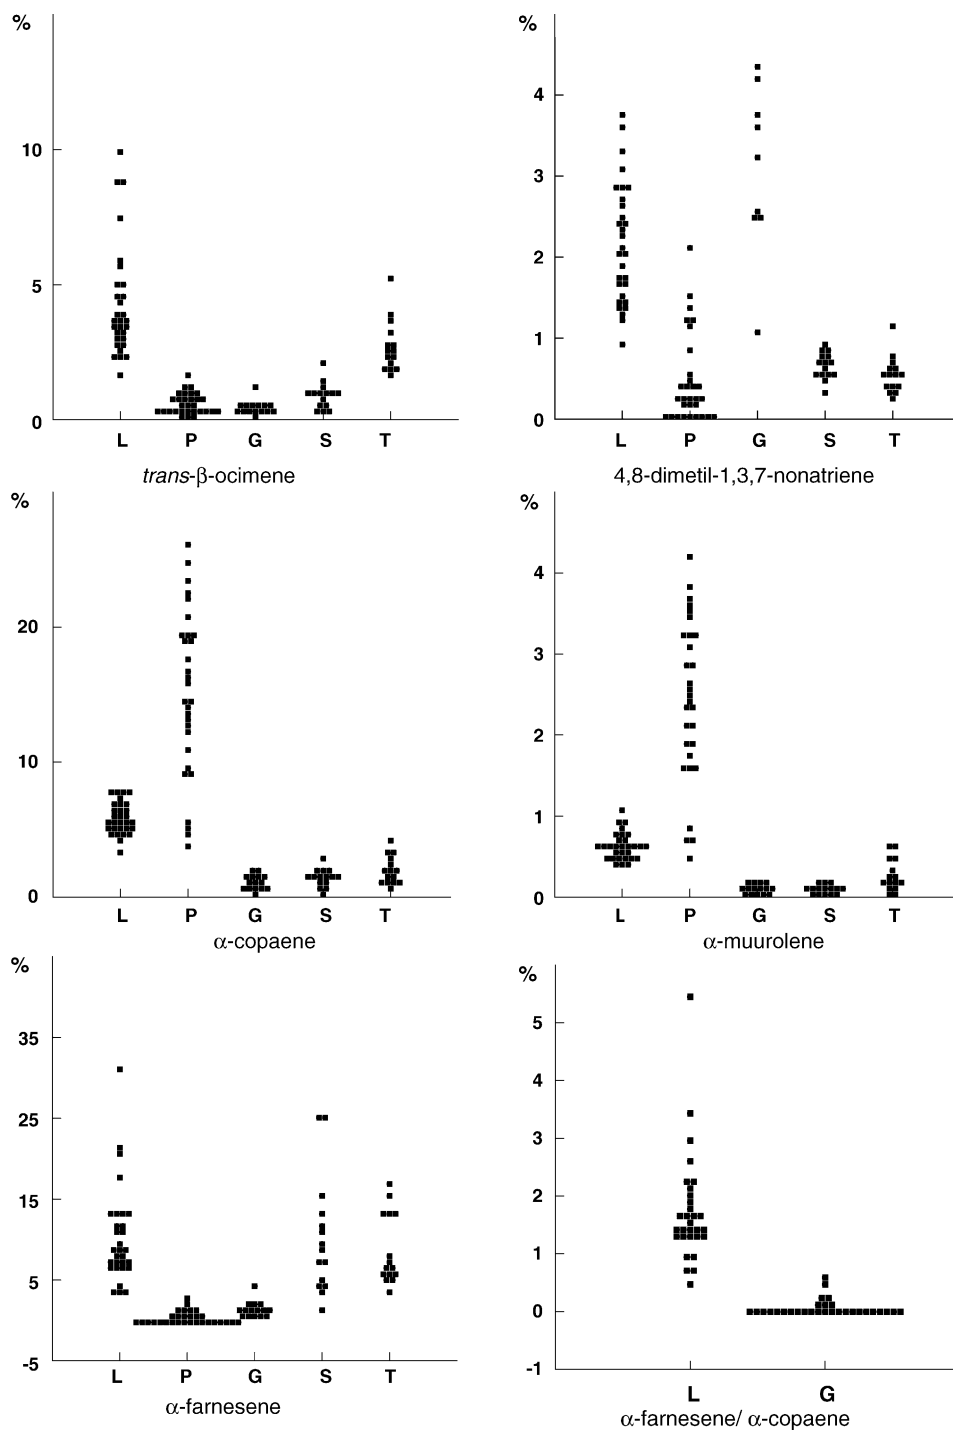 %
10
5
0
L P G S T
trans-β-ocimene
%
4
3
2
1
0
L P G S T
4,8-dimetil-1,3,7-nonatriene
%
20
10
0
L P G S T
α-copaene
%
4
3
2
1
0
L P G S T
α-muurolene
%
35
25
15
5
-5
L P G S T
α-farnesene
%
5
4
3
2
1
0
-1
L G
α-farnesene/ α-copaene